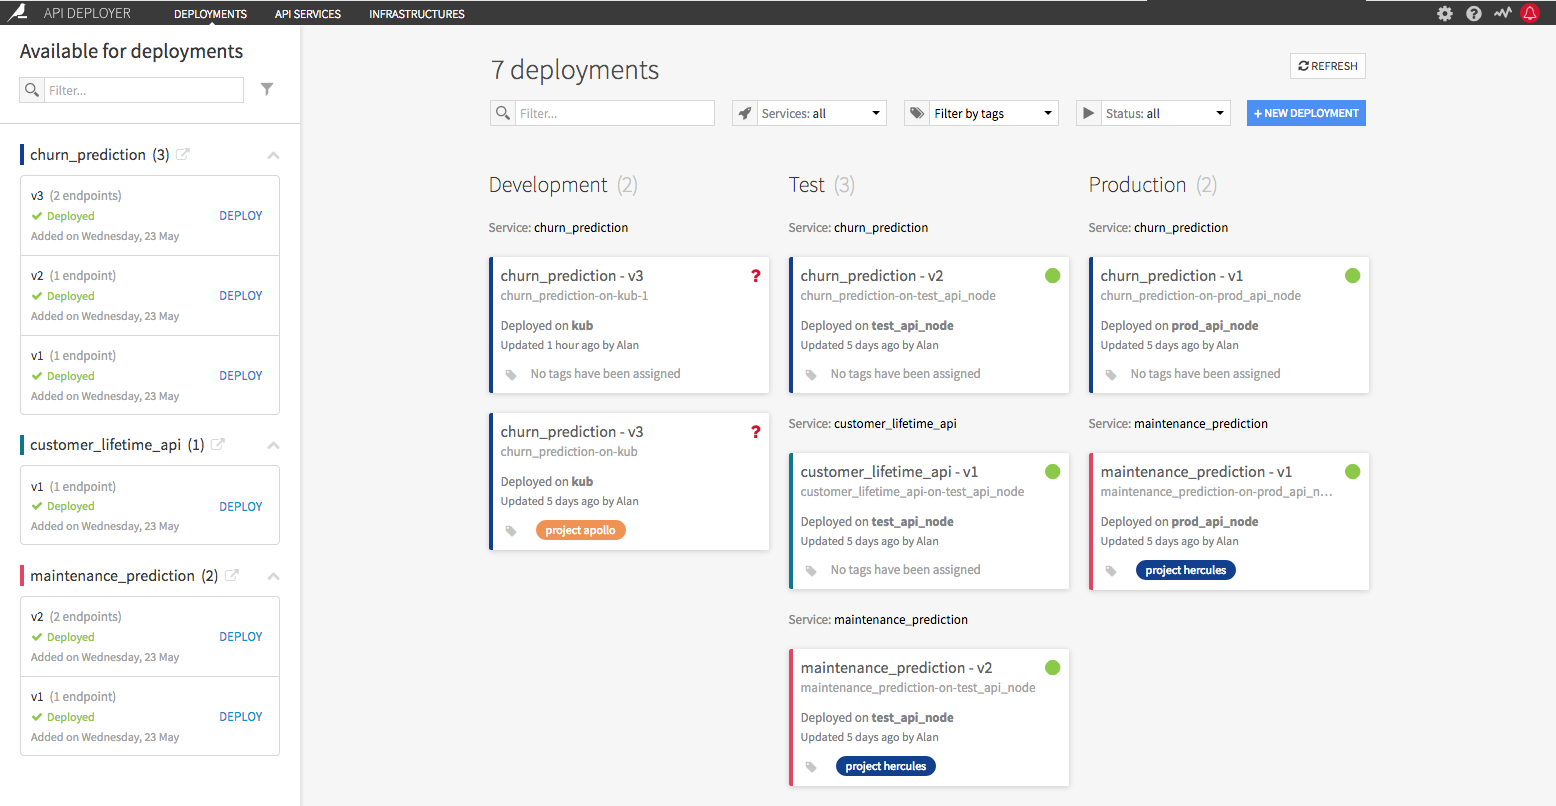 API DEPLOYER
DEPLOYMENTS
API SERVICES
INFRASTRUCTURES
Available for deployments
Filter...
churn_prediction (3)
v3 (2 endpoints)
Deployed
DEPLOY
Added on Wednesday, 23 May
v2 (1 endpoint)
Deployed
DEPLOY
Added on Wednesday, 23 May
v1 (1 endpoint)
Deployed
DEPLOY
Added on Wednesday, 23 May
customer_lifetime_api (1)
v1 (1 endpoint)
Deployed
DEPLOY
Added on Wednesday, 23 May
maintenance_prediction (2)
v2 (2 endpoints)
Deployed
DEPLOY
Added on Wednesday, 23 May
v1 (1 endpoint)
Deployed
DEPLOY
Added on Wednesday, 23 May
7 deployments
REFRESH
Filter...
Services: all
Filter by tags
Status: all
+ NEW DEPLOYMENT
Development (2)
Service: churn_prediction
churn_prediction - v3
?
churn_prediction-on-kub-1
Deployed on kub
Updated 1 hour ago by Alan
No tags have been assigned
churn_prediction - v3
?
churn_prediction-on-kub
Deployed on kub
Updated 5 days ago by Alan
project apollo
Test (3)
Service: churn_prediction
churn_prediction - v2
churn_prediction-on-test_api_node
Deployed on test_api_node
Updated 5 days ago by Alan
No tags have been assigned
Service: customer_lifetime_api
customer_lifetime_api - v1
customer_lifetime_api-on-test_api_node
Deployed on test_api_node
Updated 5 days ago by Alan
No tags have been assigned
Service: maintenance_prediction
maintenance_prediction - v2
maintenance_prediction-on-test_api_node
Deployed on test_api_node
Updated 5 days ago by Alan
project hercules
Production (2)
Service: churn_prediction
churn_prediction - v1
churn_prediction-on-prod_api_node
Deployed on prod_api_node
Updated 5 days ago by Alan
No tags have been assigned
Service: maintenance_prediction
maintenance_prediction - v1
maintenance_prediction-on-prod_api_n...
Deployed on prod_api_node
Updated 5 days ago by Alan
project hercules